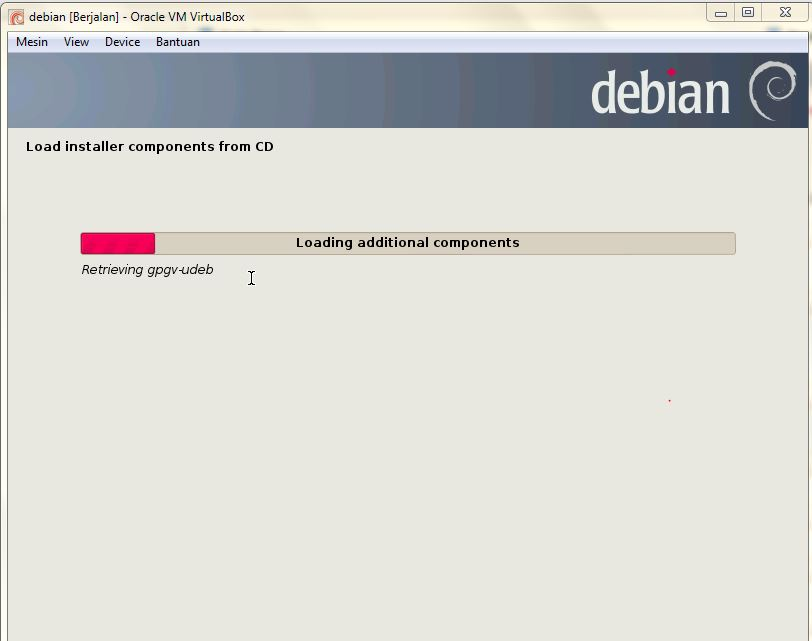 debian [Berjalan] - Oracle VM VirtualBox
Mesin View Device Bantuan
debian
Load installer components from CD
Loading additional components
Retrieving gpgv-udeb